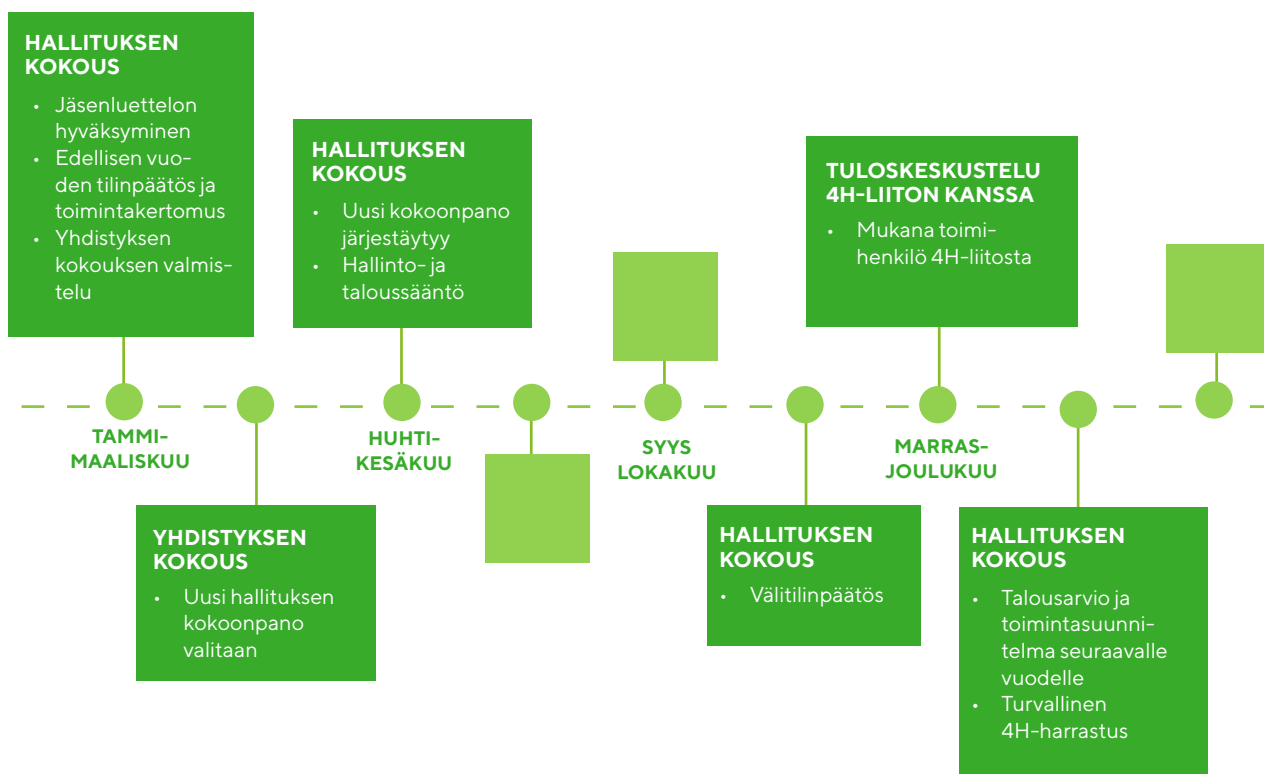 HALLITUKSEN
KOKOUS
• Jäsenluettelon
hyväksyminen
• Edellisen vuo-
den tilinpäätös ja
toimintakertomus
• Yhdistyksen
kokouksen valmis-
telu
HALLITUKSEN
KOKOUS
• Uusi kokoonpano
järjestäytyy
• Hallinto- ja
taloussääntö
TULOSKESKUSTELU
4H-LIITON KANSSA
• Mukana toimi-
henkilö 4H-liitosta
TAMMI-
MAALISKUU
HUHTI-
KESÄKUU
SYYS
LOKAKUU
MARRAS-
JOULUKUU
YHDISTYKSEN
KOKOUS
• Uusi hallituksen
kokoonpano
valitaan
HALLITUKSEN
KOKOUS
• Välitilinpäätös
HALLITUKSEN
KOKOUS
• Talousarvio ja
toimintasuunni-
telma seuraavalle
vuodelle
• Turvallinen
4H-harrastus